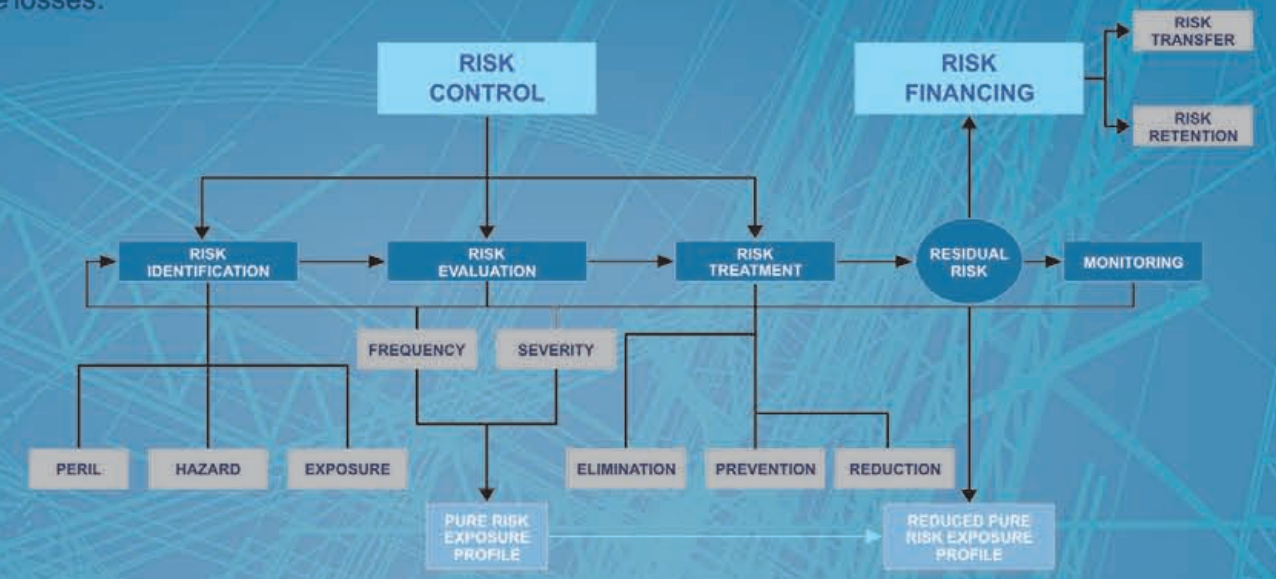 losses.
RISK
TRANSFER
RISK
CONTROL
RISK
FINANCING
RISK
RETENTION
RISK
IDENTIFICATION
RISK
EVALUATION
RISK
TREATMENT
RESIDUAL
RISK
MONITORING
FREQUENCY
SEVERITY
PERIL
HAZARD
EXPOSURE
ELIMINATION
PREVENTION
REDUCTION
PURE RISK
EXPOSURE
PROFILE
REDUCED PURE
RISK EXPOSURE
PROFILE